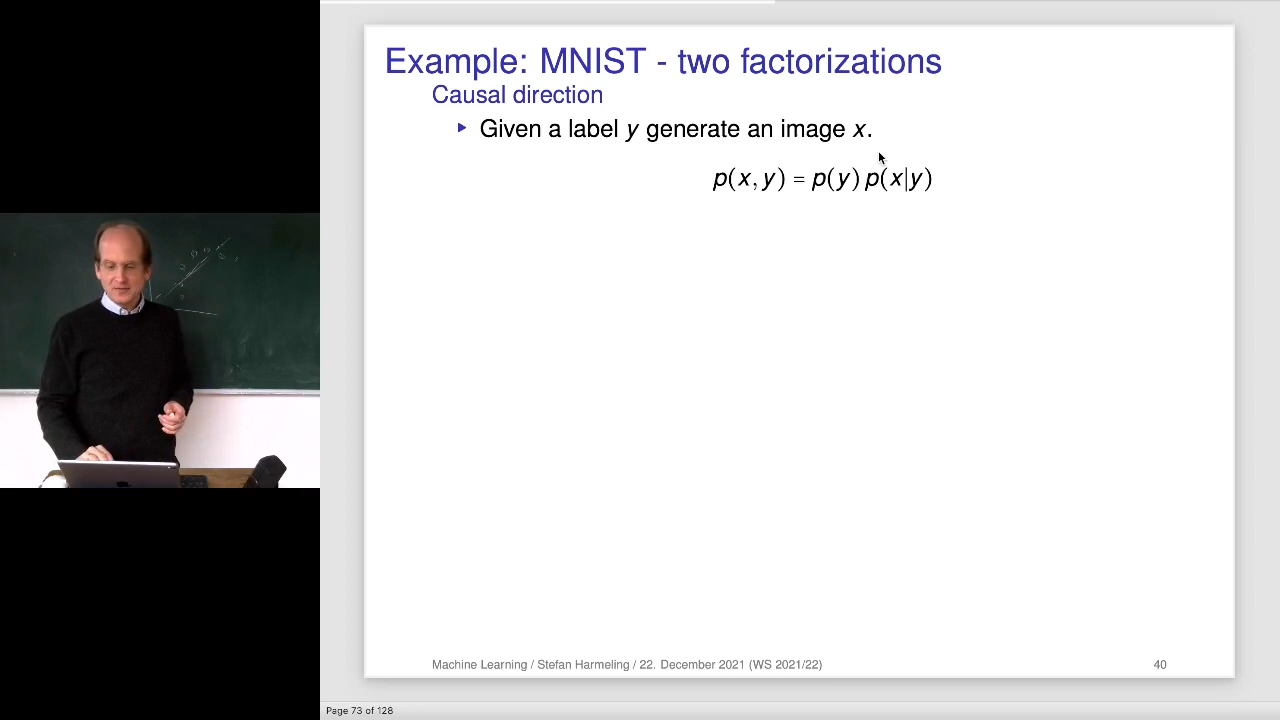 Example: MNIST - two factorizations
Causal direction
Given a label y generate an image x.
p(x, y) = p(y) p(x|y)
Machine Learning / Stefan Harmeling / 22. December 2021 (WS 2021/22) 40
Page 73 of 128